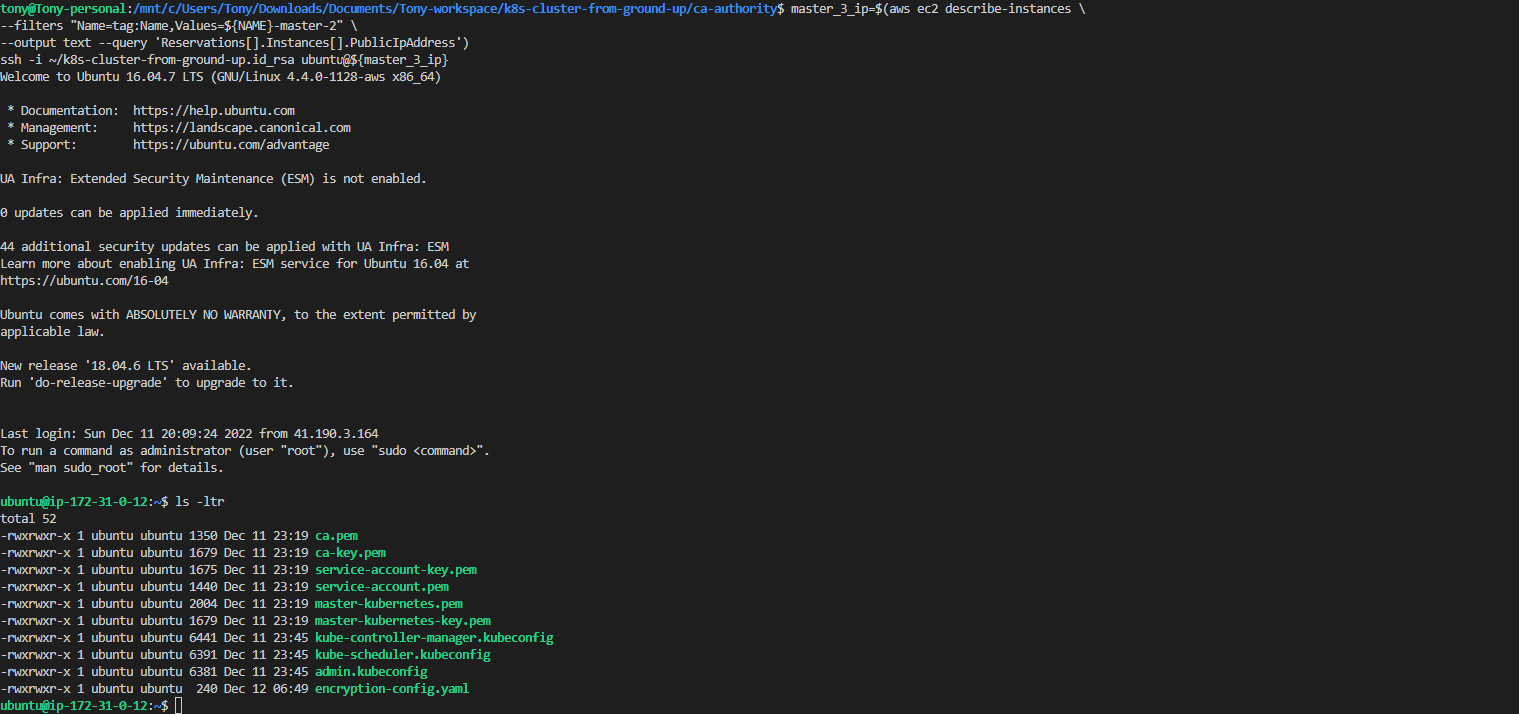 tony@Tony-personal:/mnt/c/Users/Tony/Downloads/Documents/Tony-workspace/k8s-cluster-from-ground-up/ca-authority$ master_3_ip=$(aws ec2 describe-instances \
--filters "Name=tag:Name,Values=${NAME}-master-2" \
--output text --query 'Reservations[].Instances[].PublicIpAddress')
ssh -i ~/k8s-cluster-from-ground-up.id_rsa ubuntu@${master_3_ip}
Welcome to Ubuntu 16.04.7 LTS (GNU/Linux 4.4.0-1128-aws x86_64)

 * Documentation:  https://help.ubuntu.com
 * Management:     https://landscape.canonical.com
 * Support:        https://ubuntu.com/advantage

UA Infra: Extended Security Maintenance (ESM) is not enabled.

0 updates can be applied immediately.

44 additional security updates can be applied with UA Infra: ESM
Learn more about enabling UA Infra: ESM service for Ubuntu 16.04 at
https://ubuntu.com/16-04

Ubuntu comes with ABSOLUTELY NO WARRANTY, to the extent permitted by
applicable law.

New release '18.04.6 LTS' available.
Run 'do-release-upgrade' to upgrade to it.


Last login: Sun Dec 11 20:09:24 2022 from 41.190.3.164
To run a command as administrator (user "root"), use "sudo <command>".
See "man sudo_root" for details.

ubuntu@ip-172-31-0-12:~$ ls -ltr
total 52
-rwxrwxr-x 1 ubuntu ubuntu 1350 Dec 11 23:19 ca.pem
-rwxrwxr-x 1 ubuntu ubuntu 1679 Dec 11 23:19 ca-key.pem
-rwxrwxr-x 1 ubuntu ubuntu 1675 Dec 11 23:19 service-account-key.pem
-rwxrwxr-x 1 ubuntu ubuntu 1440 Dec 11 23:19 service-account.pem
-rwxrwxr-x 1 ubuntu ubuntu 2004 Dec 11 23:19 master-kubernetes.pem
-rwxrwxr-x 1 ubuntu ubuntu 1679 Dec 11 23:19 master-kubernetes-key.pem
-rwxrwxr-x 1 ubuntu ubuntu 6441 Dec 11 23:45 kube-controller-manager.kubeconfig
-rwxrwxr-x 1 ubuntu ubuntu 6391 Dec 11 23:45 kube-scheduler.kubeconfig
-rwxrwxr-x 1 ubuntu ubuntu 6381 Dec 11 23:45 admin.kubeconfig
-rwxrwxr-x 1 ubuntu ubuntu  240 Dec 12 06:49 encryption-config.yaml
ubuntu@ip-172-31-0-12:~$